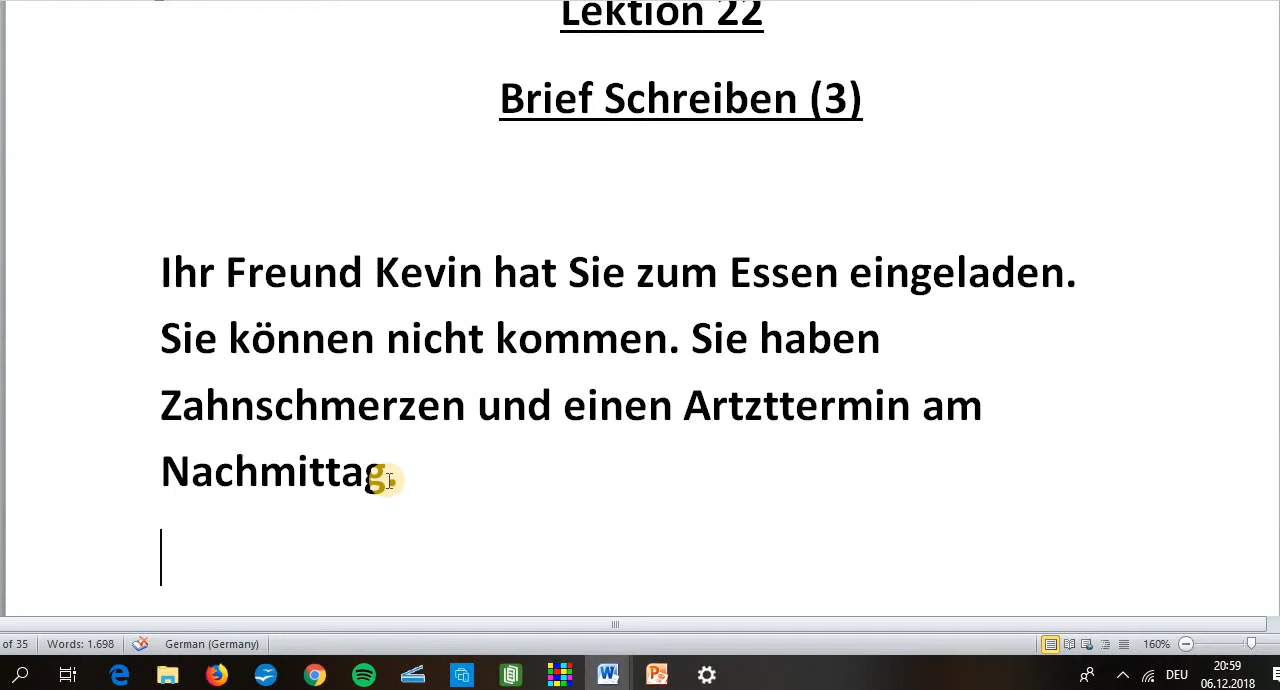 Lektion 22
Brief Schreiben (3)
Ihr Freund Kevin hat Sie zum Essen eingeladen.
Sie können nicht kommen. Sie haben
Zahnschmerzen und einen Artzttermin am
Nachmittag.
of 35 Words: 1.698 German (Germany) 160%
DEU 20:59
06.12.2018